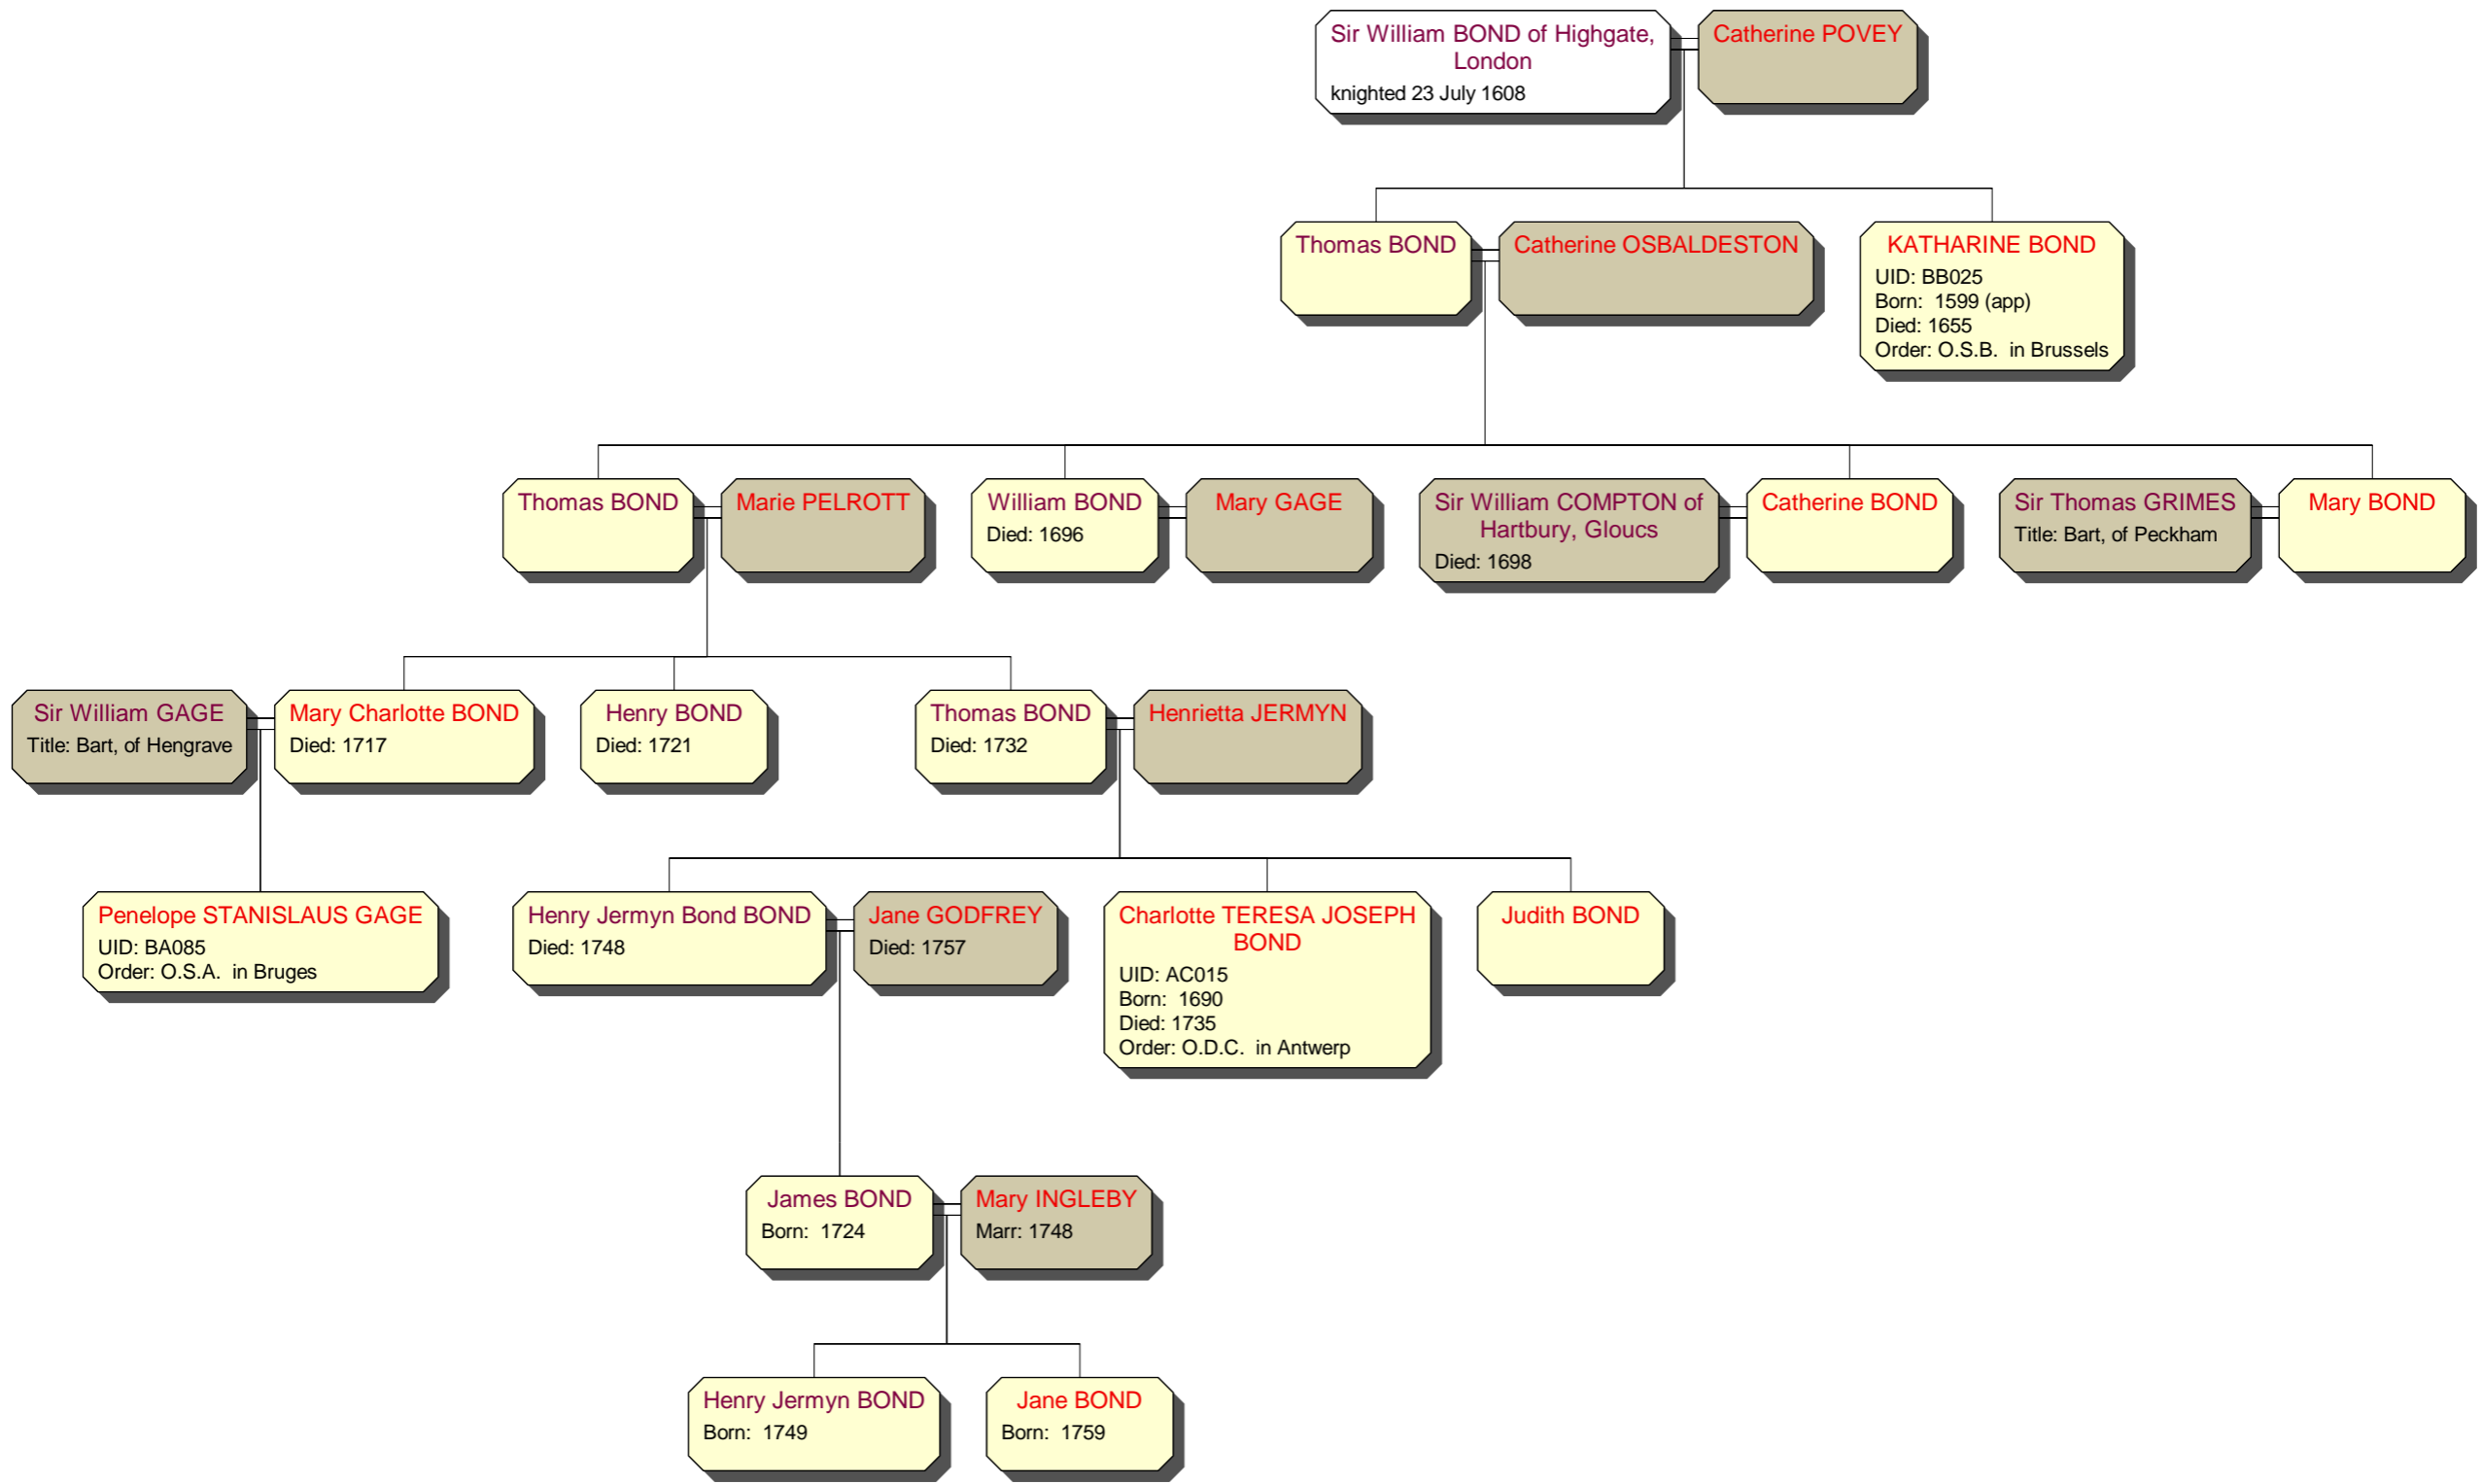 Sir William BOND of Highgate,
London
knighted 23 July 1608
Catherine POVEY
Thomas BOND
Catherine OSBALDESTON
KATHARINE BOND
UID: BB025
Born:  1599 (app)
Died: 1655
Order: O.S.B.  in Brussels
Thomas BOND
Marie PELROTT
William BOND
Died: 1696
Mary GAGE
Sir William COMPTON of
Hartbury, Gloucs
Died: 1698
Catherine BOND
Sir Thomas GRIMES
Title: Bart, of Peckham
Mary BOND
Sir William GAGE
Title: Bart, of Hengrave
Mary Charlotte BOND
Died: 1717
Henry BOND
Died: 1721
Thomas BOND
Died: 1732
Henrietta JERMYN
Penelope STANISLAUS GAGE
UID: BA085
Order: O.S.A.  in Bruges
Henry Jermyn Bond BOND
Died: 1748
Jane GODFREY
Died: 1757
Charlotte TERESA JOSEPH
BOND
UID: AC015
Born:  1690
Died: 1735
Order: O.D.C.  in Antwerp
Judith BOND
James BOND
Born:  1724
Mary INGLEBY
Marr: 1748
Henry Jermyn BOND
Born:  1749
Jane BOND
Born:  1759